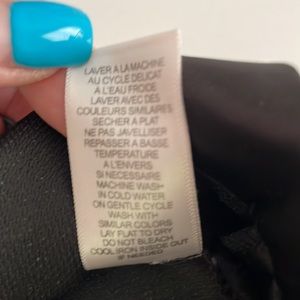 LAVER A LA MACHINE
AU CYCLE DELICAT
A L'EAU FROIDE
LAVER AVEC DES
COULEURS SIMILAIRES
SECHER A PLAT
NE PAS JAVELLISER
REPASSER A BASSE
TEMPERATURE
A L'ENVERS
SI NECESSAIRE
MACHINE WASH
IN COLD WATER
ON GENTLE CYCLE
WASH WITH
SIMILAR COLORS
LAY FLAT TO DRY
DO NOT BLEACH
COOL IRON INSIDE OUT
IF NEEDED